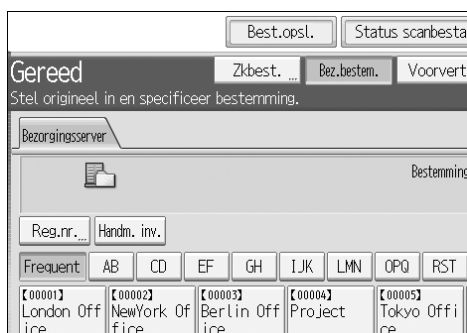 Best.opsl. Status scanbesta
Gereed Zkbest. ... Bez.bestem. Voorvert
Stel origineel in en specificeer bestemming.
Bezorgingsserver
Bestemming
Reg.nr. ... Handm. inv.
Frequent AB CD EF GH IJK LMN OPQ RST
【00001】 【00002】 【00003】 【00004】 【00005】
London Off NewYork Of Berlin Off Project Tokyo Offi
ice ffice ice ce